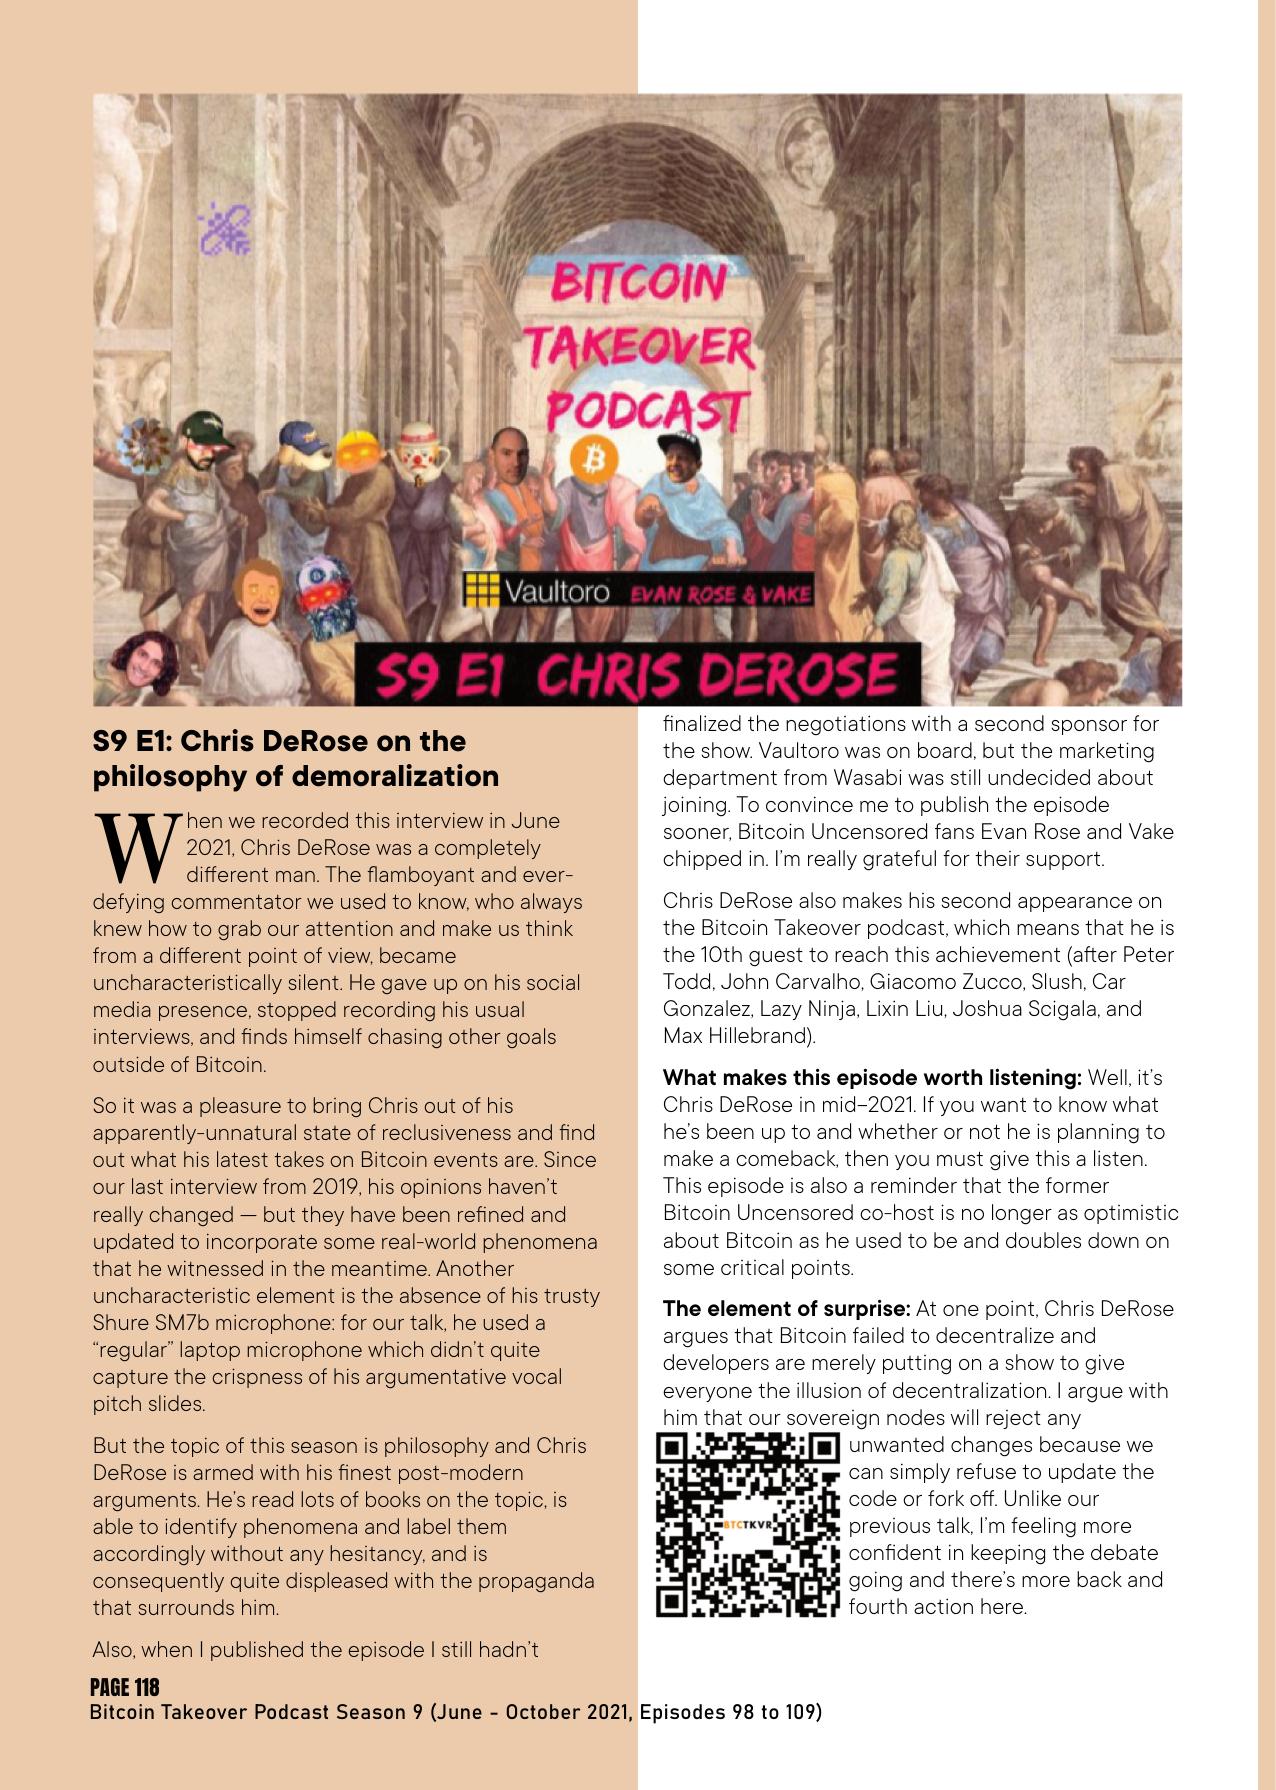 BITCOIN
TAKEOVER
PODCAST
Vaultoro EVAN ROSE & VAKE
S9 E1 CHRIS DEROSE
S9 E1: Chris DeRose on the
philosophy of demoralization
When we recorded this interview in June
2021, Chris DeRose was a completely
different man. The flamboyant and ever-
defying commentator we used to know, who always
knew how to grab our attention and make us think
from a different point of view, became
uncharacteristically silent. He gave up on his social
media presence, stopped recording his usual
interviews, and finds himself chasing other goals
outside of Bitcoin.
So it was a pleasure to bring Chris out of his
apparently-unnatural state of reclusiveness and find
out what his latest takes on Bitcoin events are. Since
our last interview from 2019, his opinions haven't
really changed — but they have been refined and
updated to incorporate some real-world phenomena
that he witnessed in the meantime. Another
uncharacteristic element is the absence of his trusty
Shure SM7b microphone: for our talk, he used a
“regular” laptop microphone which didn't quite
capture the crispness of his argumentative vocal
pitch slides.
But the topic of this season is philosophy and Chris
DeRose is armed with his finest post-modern
arguments. He's read lots of books on the topic, is
able to identify phenomena and label them
accordingly without any hesitancy, and is
consequently quite displeased with the propaganda
that surrounds him.
Also, when I published the episode I still hadn't
finalized the negotiations with a second sponsor for
the show. Vaultoro was on board, but the marketing
department from Wasabi was still undecided about
joining. To convince me to publish the episode
sooner, Bitcoin Uncensored fans Evan Rose and Vake
chipped in. I'm really grateful for their support.
Chris DeRose also makes his second appearance on
the Bitcoin Takeover podcast, which means that he is
the 10th guest to reach this achievement (after Peter
Todd, John Carvalho, Giacomo Zucco, Slush, Car
Gonzalez, Lazy Ninja, Lixin Liu, Joshua Scigala, and
Max Hillebrand).
What makes this episode worth listening: Well, it's
Chris DeRose in mid-2021. If you want to know what
he's been up to and whether or not he is planning to
make a comeback, then you must give this a listen.
This episode is also a reminder that the former
Bitcoin Uncensored co-host is no longer as optimistic
about Bitcoin as he used to be and doubles down on
some critical points.
The element of surprise: At one point, Chris DeRose
argues that Bitcoin failed to decentralize and
developers are merely putting on a show to give
everyone the illusion of decentralization. I argue with
him that our sovereign nodes will reject any
unwanted changes because we
can simply refuse to update the
code or fork off. Unlike our
previous talk, I'm feeling more
confident in keeping the debate
going and there's more back and
fourth action here.
BTCTKVR
PAGE 118
Bitcoin Takeover Podcast Season 9 (June - October 2021, Episodes 98 to 109)